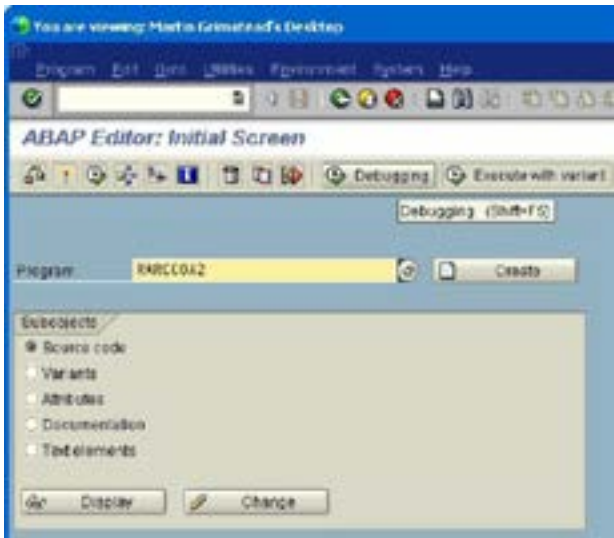 You are viewing: Martin Grimstead's Desktop
Program Edit Goto Utilities Environment System Help
ABAP Editor: Initial Screen
Debugging Execute with variant
Debugging (Shift+F5)
Program RARCCOA2 Create
Subobjects
Source code
Variants
Attributes
Documentation
Text elements
Display Change